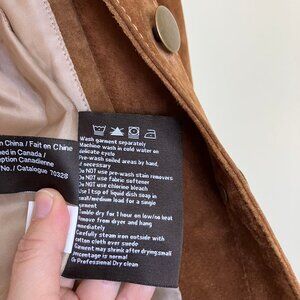 n China / Fait en Chine
ned in Canada /
ption Canadienne
No. / Catalogue 70328
Wash garment separately
Machine wash in cold water on
delicate cycle
Pre-wash soiled areas by hand,
if necessary
Do NOT use pre-wash stain removers
Do NOT use fabric softener
Do NOT use chlorine bleach
Use 1 tsp of liquid dish soap in
small/medium load for a single
garment
Tumble dry for 1 hour on low/no heat
Remove from dryer and hang
immediately
Carefully steam iron outside with
cotton cloth over suede
Garment may shrink after drying.Small
percentage is normal
Or Professional Dry clean